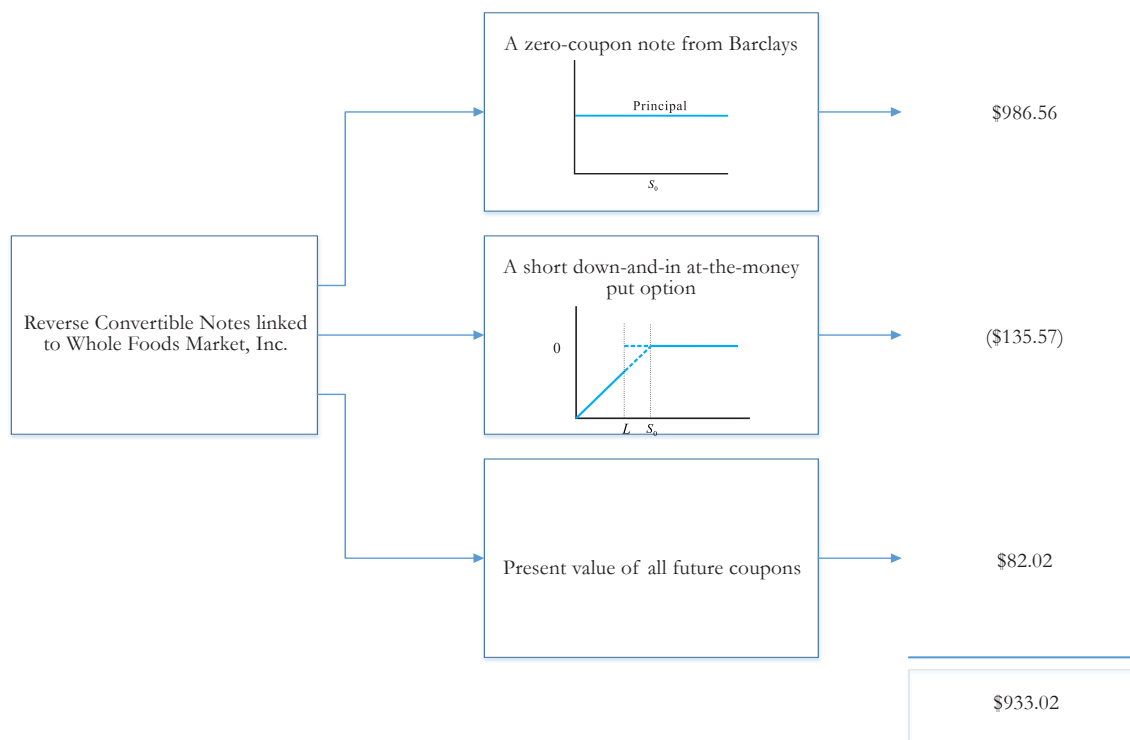 A zero-coupon note from Barclays
Principal
S₀
$986.56
Reverse Convertible Notes linked
to Whole Foods Market, Inc.
A short down-and-in at-the-money
put option
0
L S₀
($135.57)
Present value of all future coupons
$82.02
$933.02